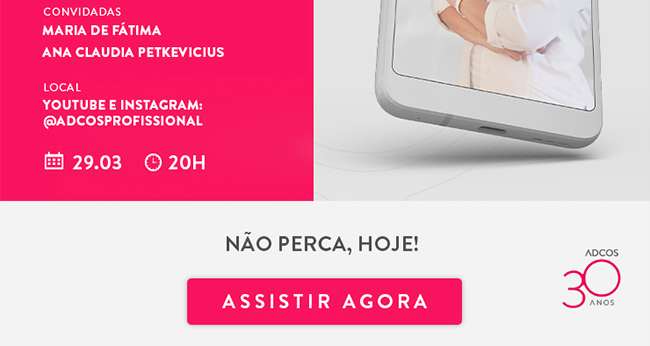 CONVIDADAS
MARIA DE FÁTIMA
ANA CLAUDIA PETKEVICIUS
LOCAL
YOUTUBE E INSTAGRAM:
@ADCOSPROFISSIONAL
29.03 20H
NÃO PERCA, HOJE!
ASSISTIR AGORA
ADCOS
30
ANOS